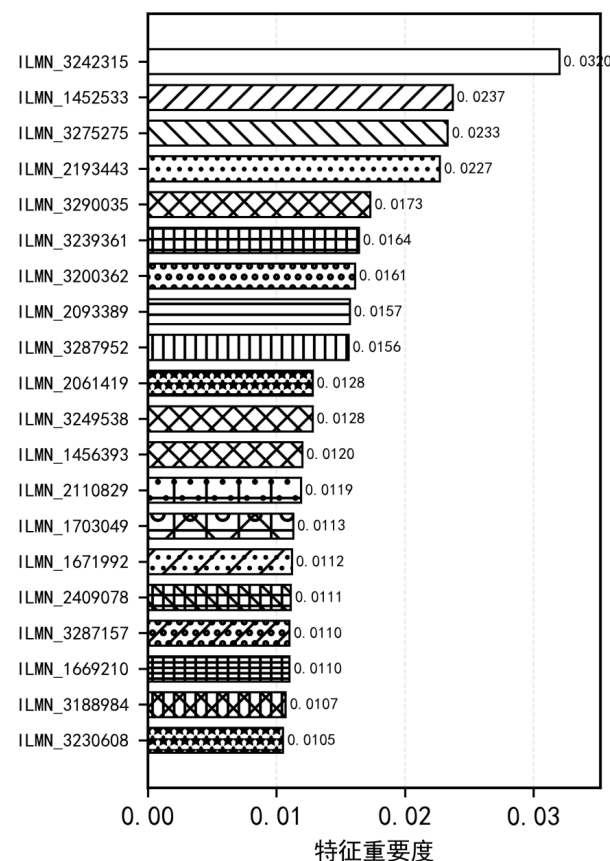 ILMN_3242315 0.0320
ILMN_1452533 0.0237
ILMN_3275275 0.0233
ILMN_2193443 0.0227
ILMN_3290035 0.0173
ILMN_3239361 0.0164
ILMN_3200362 0.0161
ILMN_2093389 0.0157
ILMN_3287952 0.0156
ILMN_2061419 0.0128
ILMN_3249538 0.0128
ILMN_1456393 0.0120
ILMN_2110829 0.0119
ILMN_1703049 0.0113
ILMN_1671992 0.0112
ILMN_2409078 0.0111
ILMN_3287157 0.0110
ILMN_1669210 0.0110
ILMN_3188984 0.0107
ILMN_3230608 0.0105
0.00 0.01 0.02 0.03
特征重要度